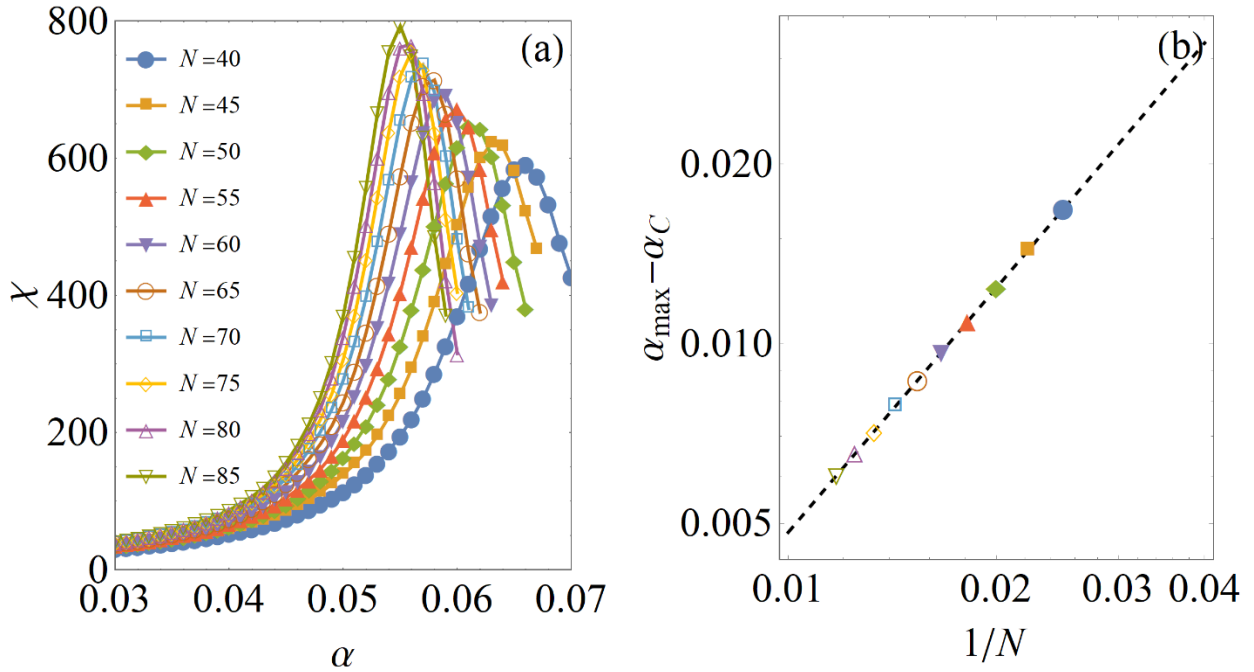 (a)
800
600
400
200
0
χ
N=40
N=45
N=50
N=55
N=60
N=65
N=70
N=75
N=80
N=85
0.03 0.04 0.05 0.06 0.07
α
(b)
0.020
0.010
0.005
α_max−α_C
0.01 0.02 0.03 0.04
1/N